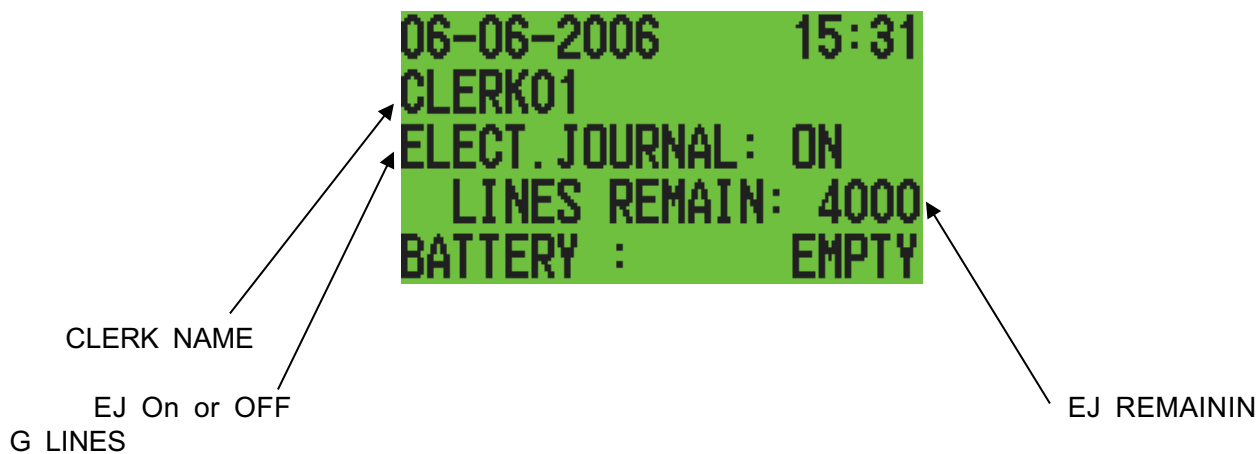 06-06-2006 15:31
CLERK01
ELECT.JOURNAL: ON
LINES REMAIN: 4000
BATTERY : EMPTY
CLERK NAME
EJ On or OFF EJ REMAININ
G LINES